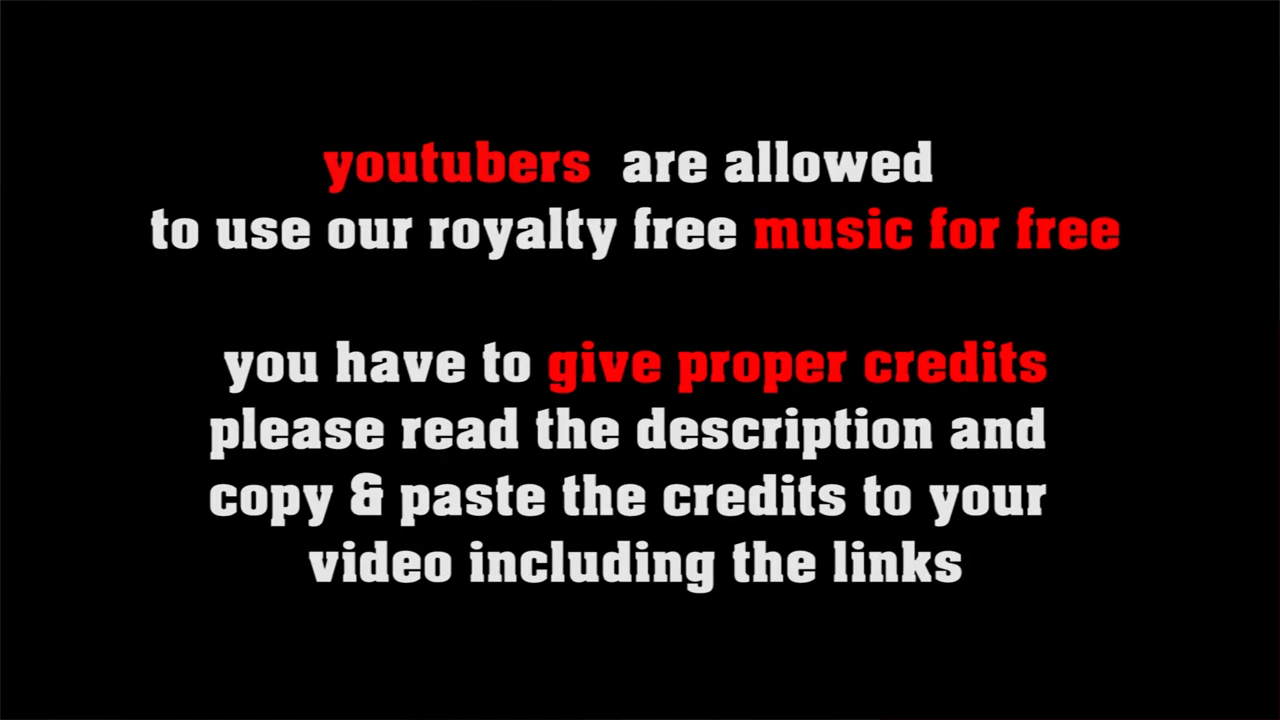 youtubers are allowed
to use our royalty free music for free
you have to give proper credits
please read the description and
copy & paste the credits to your
video including the links